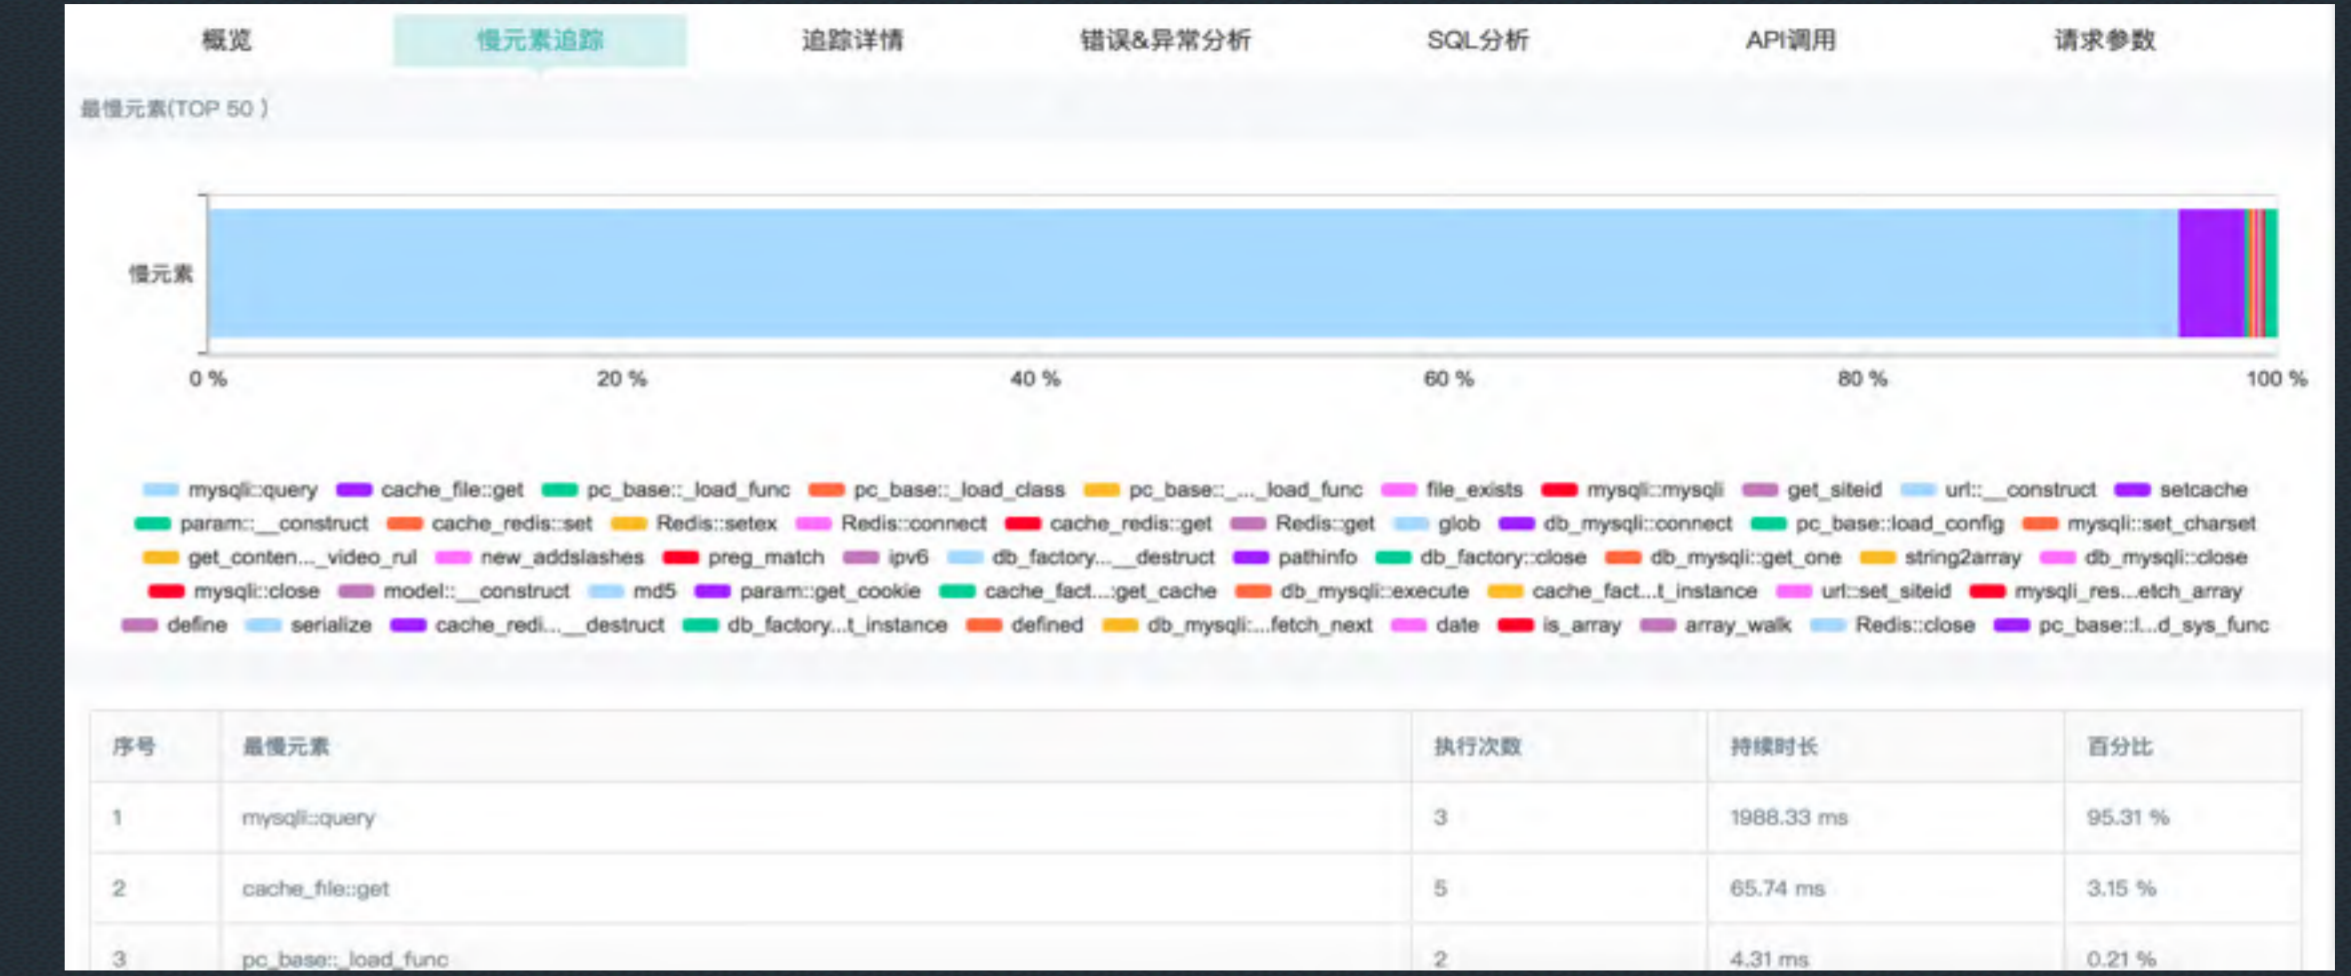 概览 慢元素追踪 追踪详情 错误&异常分析 SQL分析 API调用 请求参数
最慢元素(TOP 50 )
慢元素
0 % 20 % 40 % 60 % 80 % 100 %
mysqli::query cache_file::get pc_base::_load_func pc_base::_load_class pc_base::_..._load_func file_exists mysqli::mysqli get_siteid url::__construct setcache
param::__construct cache_redis::set Redis::setex Redis::connect cache_redis::get Redis::get glob db_mysqli::connect pc_base::load_config mysqli::set_charset
get_conten..._video_rul new_addslashes preg_match ipv6 db_factory...__destruct pathinfo db_factory::close db_mysqli::get_one string2array db_mysqli::close
mysqli::close model::__construct md5 param::get_cookie cache_fact...:get_cache db_mysqli::execute cache_fact...t_instance url::set_siteid mysqli_res...etch_array
define serialize cache_redi...__destruct db_factory...t_instance defined db_mysqli:...fetch_next date is_array array_walk Redis::close pc_base::l...d_sys_func
序号 最慢元素 执行次数 持续时长 百分比
1 mysqli::query 3 1988.33 ms 95.31 %
2 cache_file::get 5 65.74 ms 3.15 %
3 pc_base::_load_func 2 4.31 ms 0.21 %